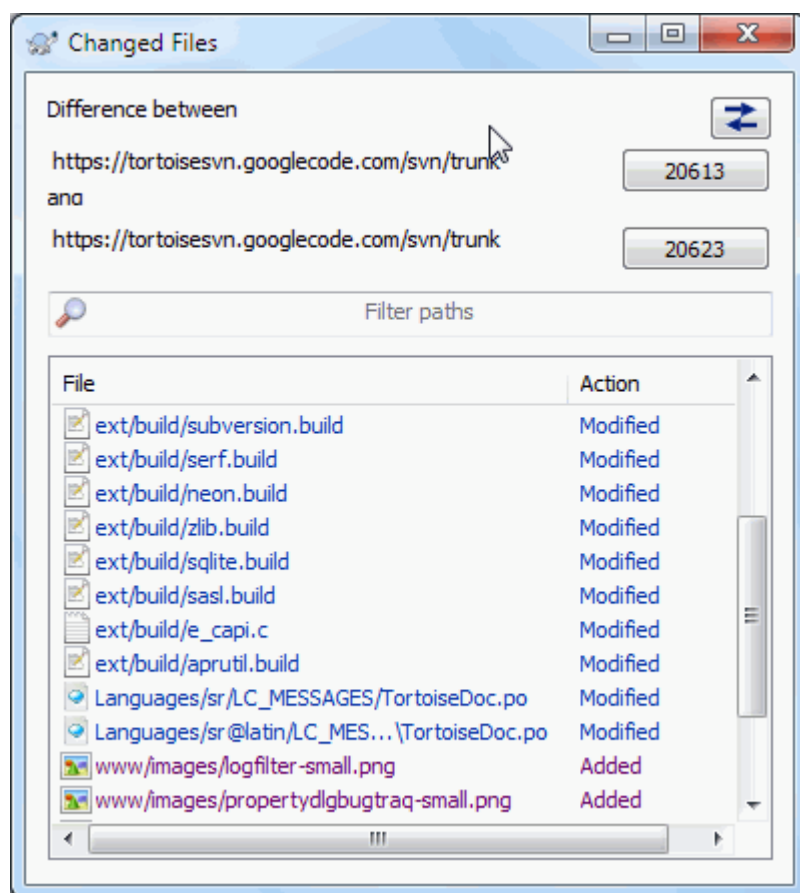 Changed Files
Difference between
https://tortoisesvn.googlecode.com/svn/trunk
20613
and
https://tortoisesvn.googlecode.com/svn/trunk
20623
Filter paths
File Action
ext/build/subversion.build Modified
ext/build/serf.build Modified
ext/build/neon.build Modified
ext/build/zlib.build Modified
ext/build/sqlite.build Modified
ext/build/sasl.build Modified
ext/build/e_capi.c Modified
ext/build/aprutil.build Modified
Languages/sr/LC_MESSAGES/TortoiseDoc.po Modified
Languages/sr@latin/LC_MES...\TortoiseDoc.po Modified
www/images/logfilter-small.png Added
www/images/propertydlgbugtraq-small.png Added